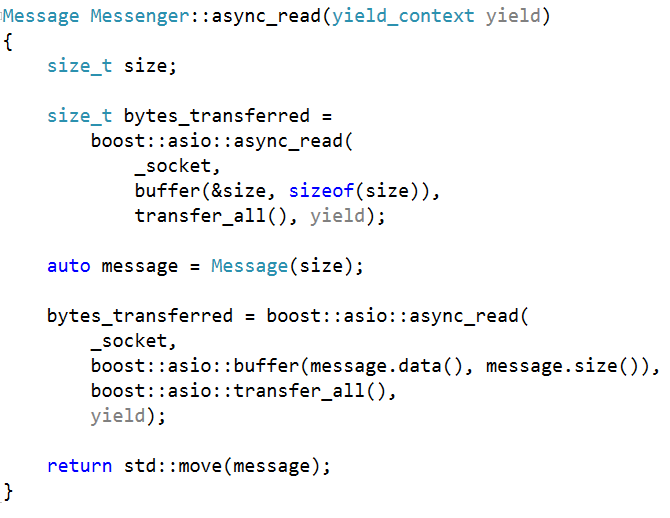 Message Messenger::async_read(yield_context yield)
{
    size_t size;

    size_t bytes_transferred =
        boost::asio::async_read(
            _socket,
            buffer(&size, sizeof(size)),
            transfer_all(), yield);

    auto message = Message(size);

    bytes_transferred = boost::asio::async_read(
        _socket,
        boost::asio::buffer(message.data(), message.size()),
        boost::asio::transfer_all(),
        yield);

    return std::move(message);
}